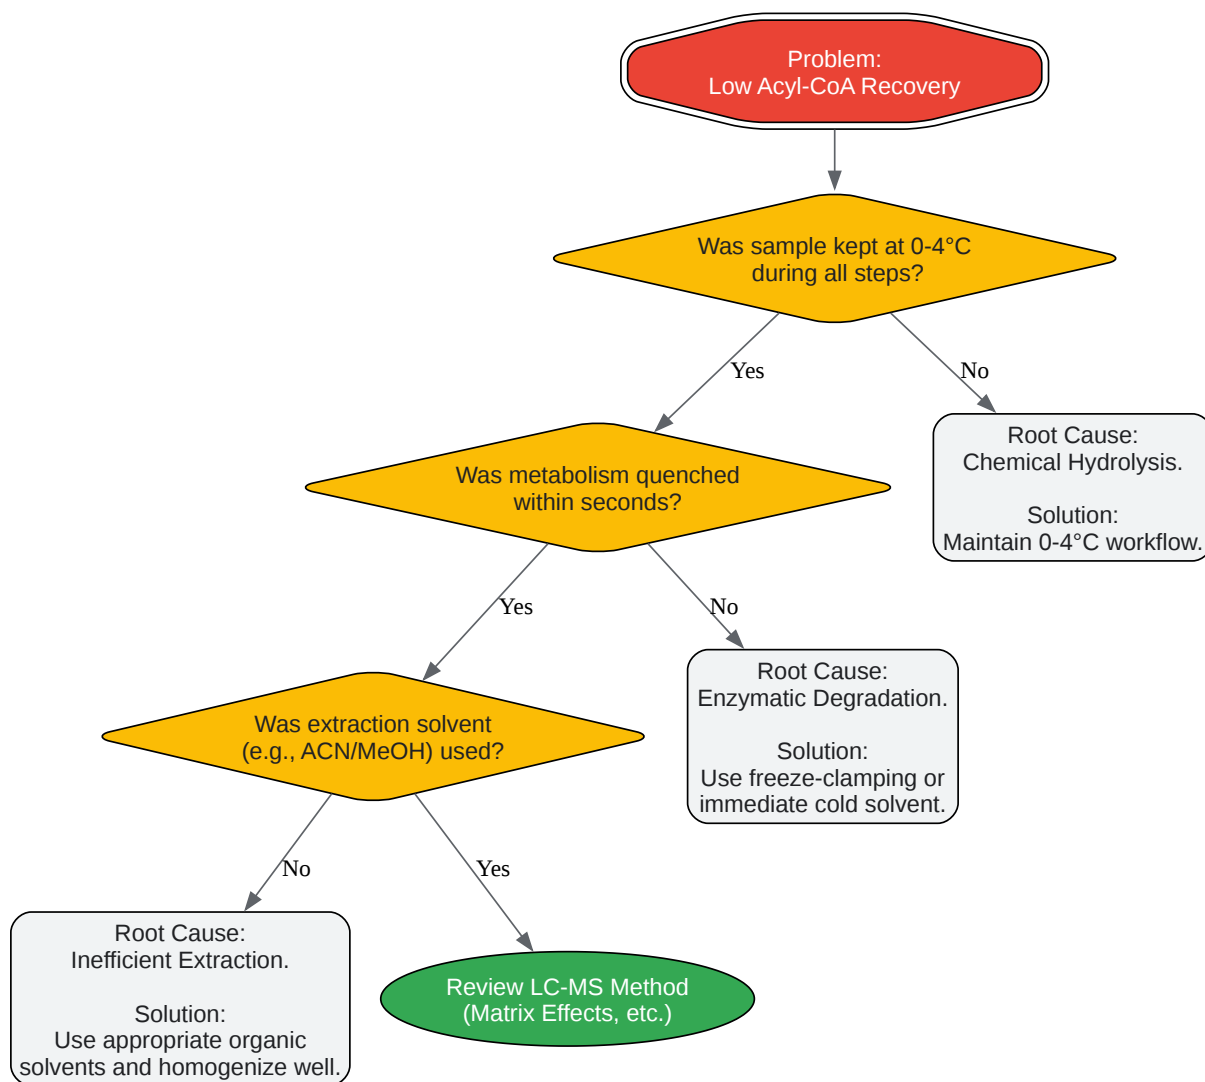 Problem:
Low Acyl-CoA Recovery
Was sample kept at 0-4°C
during all steps?
Yes
No
Root Cause:
Chemical Hydrolysis.
Solution:
Maintain 0-4°C workflow.
Was metabolism quenched
within seconds?
Yes
No
Root Cause:
Enzymatic Degradation.
Solution:
Use freeze-clamping or
immediate cold solvent.
Was extraction solvent
(e.g., ACN/MeOH) used?
No
Yes
Root Cause:
Inefficient Extraction.
Solution:
Use appropriate organic
solvents and homogenize well.
Review LC-MS Method
(Matrix Effects, etc.)